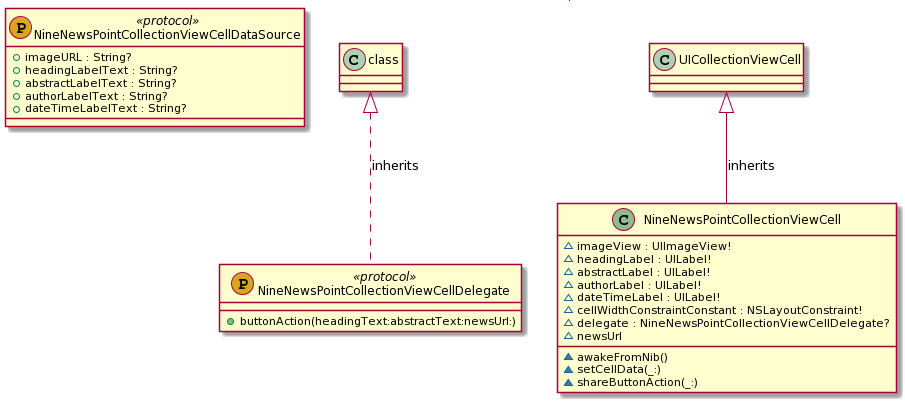 «protocol»
P
NineNewsPointCollectionViewCellDataSource
imageURL : String?
headingLabelText : String?
abstractLabelText : String?
authorLabelText : String?
dateTimeLabelText : String?
C class
C UICollectionViewCell
inherits
inherits
C NineNewsPointCollectionViewCell
imageView : UIImageView!
headingLabel : UILabel!
abstractLabel : UILabel!
authorLabel : UILabel!
dateTimeLabel : UILabel!
cellWidthConstraintConstant : NSLayoutConstraint!
delegate : NineNewsPointCollectionViewCellDelegate?
newsUrl
awakeFromNib()
setCellData(_:)
shareButtonAction(_:)
«protocol»
P
NineNewsPointCollectionViewCellDelegate
buttonAction(headingText:abstractText:newsUrl:)